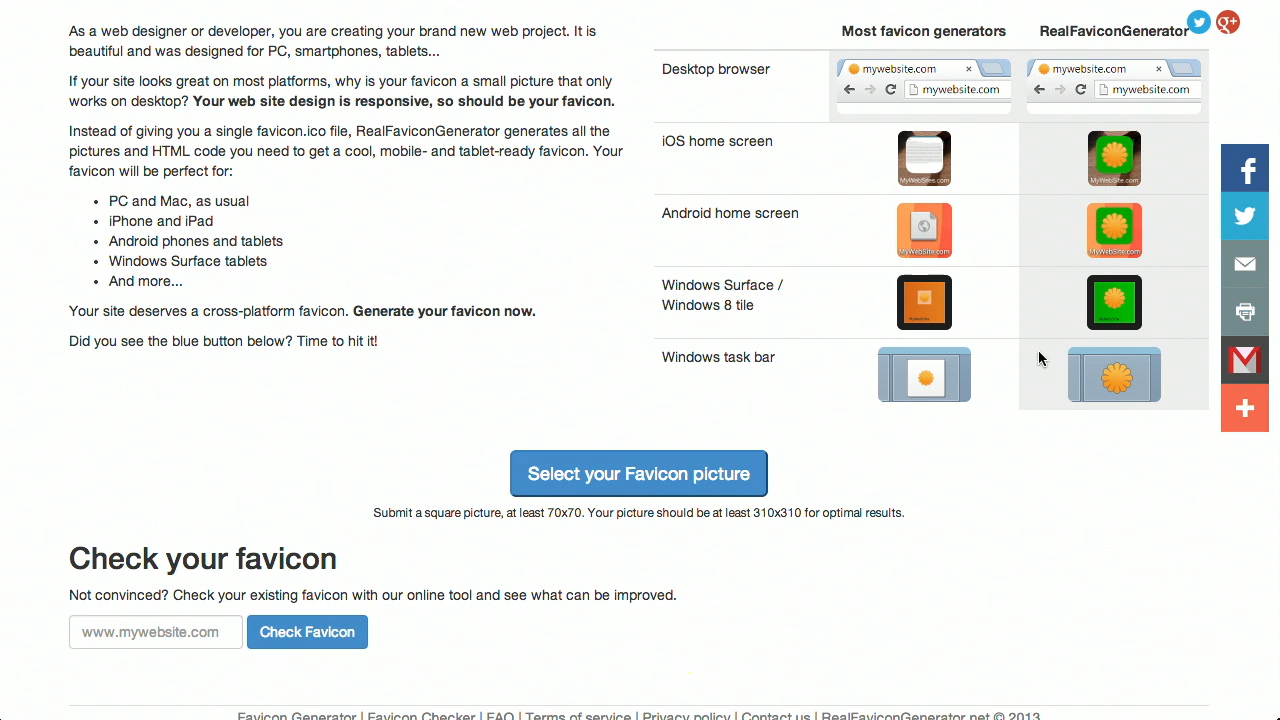 As a web designer or developer, you are creating your brand new web project. It is
beautiful and was designed for PC, smartphones, tablets...
If your site looks great on most platforms, why is your favicon a small picture that only
works on desktop? Your web site design is responsive, so should be your favicon.
Instead of giving you a single favicon.ico file, RealFaviconGenerator generates all the
pictures and HTML code you need to get a cool, mobile- and tablet-ready favicon. Your
favicon will be perfect for:
• PC and Mac, as usual
• iPhone and iPad
• Android phones and tablets
• Windows Surface tablets
• And more...
Your site deserves a cross-platform favicon. Generate your favicon now.
Did you see the blue button below? Time to hit it!
Most favicon generators RealFaviconGenerator
Desktop browser
mywebsite.com ×
mywebsite.com
mywebsite.com ×
mywebsite.com
iOS home screen
MyWebSites.com
MyWebSite.com
Android home screen
MyWebSite.com
MyWebSite.com
Windows Surface /
Windows 8 tile
Windows task bar
Select your Favicon picture
Submit a square picture, at least 70x70. Your picture should be at least 310x310 for optimal results.
Check your favicon
Not convinced? Check your existing favicon with our online tool and see what can be improved.
www.mywebsite.com Check Favicon
Favicon Generator | Favicon Checker | FAQ | Terms of service | Privacy policy | Contact us | RealFaviconGenerator.net © 2013